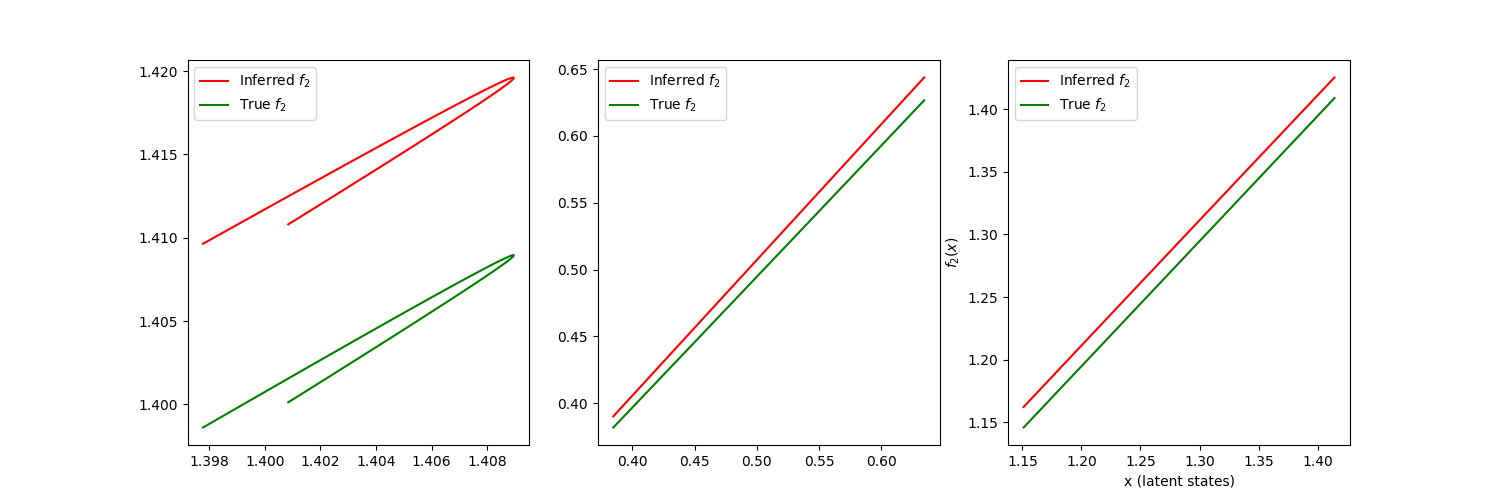 Inferred f₂
True f₂
1.420
1.415
1.410
1.405
1.400
1.398 1.400 1.402 1.404 1.406 1.408
Inferred f₂
True f₂
0.65
0.60
0.55
0.50
0.45
0.40
0.40 0.45 0.50 0.55 0.60
Inferred f₂
True f₂
f₂(x)
1.40
1.35
1.30
1.25
1.20
1.15
1.15 1.20 1.25 1.30 1.35 1.40
x (latent states)